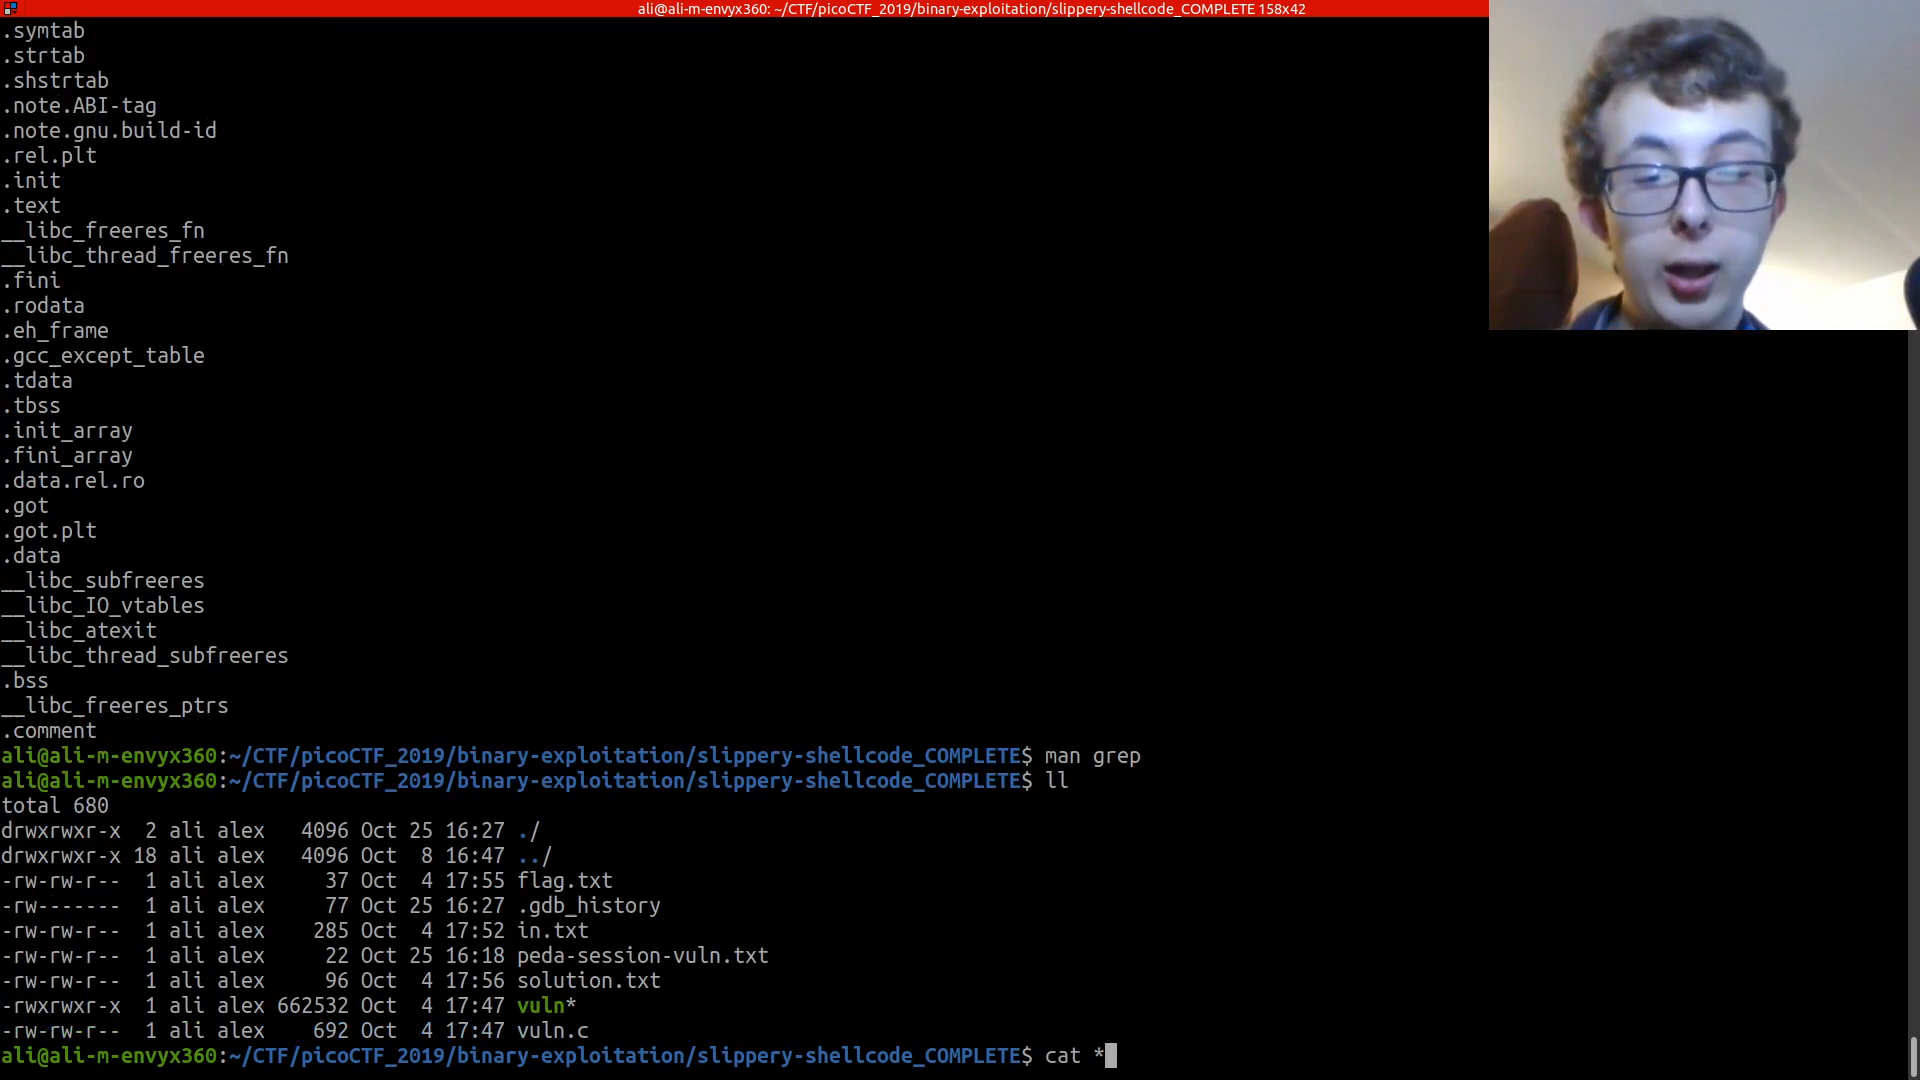 ali@ali-m-envyx360: ~/CTF/picoCTF_2019/binary-exploitation/slippery-shellcode_COMPLETE 158x42
.symtab
.strtab
.shstrtab
.note.ABI-tag
.note.gnu.build-id
.rel.plt
.init
.text
__libc_freeres_fn
__libc_thread_freeres_fn
.fini
.rodata
.eh_frame
.gcc_except_table
.tdata
.tbss
.init_array
.fini_array
.data.rel.ro
.got
.got.plt
.data
__libc_subfreeres
__libc_IO_vtables
__libc_atexit
__libc_thread_subfreeres
.bss
__libc_freeres_ptrs
.comment
ali@ali-m-envyx360:~/CTF/picoCTF_2019/binary-exploitation/slippery-shellcode_COMPLETE$ man grep
ali@ali-m-envyx360:~/CTF/picoCTF_2019/binary-exploitation/slippery-shellcode_COMPLETE$ ll
total 680
drwxrwxr-x  2 ali alex   4096 Oct 25 16:27 ./
drwxrwxr-x 18 ali alex   4096 Oct  8 16:47 ../
-rw-rw-r--  1 ali alex     37 Oct  4 17:55 flag.txt
-rw-------  1 ali alex     77 Oct 25 16:27 .gdb_history
-rw-rw-r--  1 ali alex    285 Oct  4 17:52 in.txt
-rw-rw-r--  1 ali alex     22 Oct 25 16:18 peda-session-vuln.txt
-rw-rw-r--  1 ali alex     96 Oct  4 17:56 solution.txt
-rwxrwxr-x  1 ali alex 662532 Oct  4 17:47 vuln*
-rw-rw-r--  1 ali alex    692 Oct  4 17:47 vuln.c
ali@ali-m-envyx360:~/CTF/picoCTF_2019/binary-exploitation/slippery-shellcode_COMPLETE$ cat *